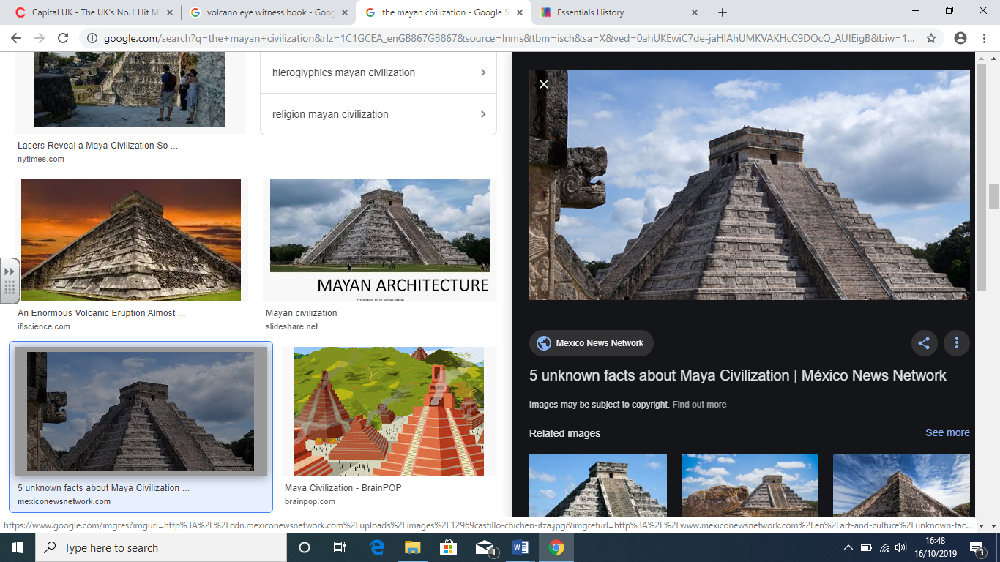 Capital UK - The UK's No.1 Hit M
volcano eye witness book - Goog
the mayan civilization - Google S
Essentials History
google.com/search?q=the+mayan+civilization&rlz=1C1GCEA_enGB867GB867&source=lnms&tbm=isch&sa=X&ved=0ahUKEwiC7de-jaHlAhUMKVAKHcC9DQcQ_AUIEigB&biw=1...
hieroglyphics mayan civilization
religion mayan civilization
Lasers Reveal a Maya Civilization So ...
nytimes.com
MAYAN ARCHITECTURE
An Enormous Volcanic Eruption Almost ...
iflscience.com
Mayan civilization
slideshare.net
5 unknown facts about Maya Civilization ...
mexiconewsnetwork.com
Maya Civilization - BrainPOP
brainpop.com
Mexico News Network
5 unknown facts about Maya Civilization | México News Network
Images may be subject to copyright. Find out more
Related images
See more
https://www.google.com/imgres?imgurl=http%3A%2F%2Fcdn.mexiconewsnetwork.com%2Fuploads%2Fimages%2F12969castillo-chichen-itza.jpg&imgrefurl=http%3A%2F%2Fwww.mexiconewsnetwork.com%2Fen%2Fart-and-culture%2Funknown-fac...
Type here to search
1
16:48
16/10/2019
3